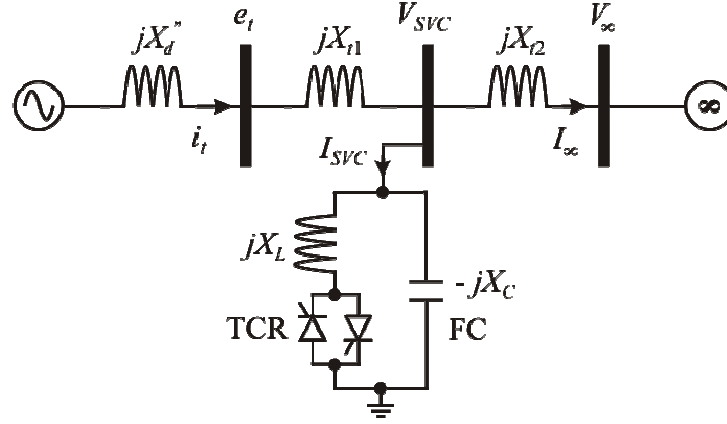 jX_d" e_t jX_t1 V_SVC jX_t2 V_∞
∞
i_t I_SVC I_∞
jX_L - jX_C
TCR FC